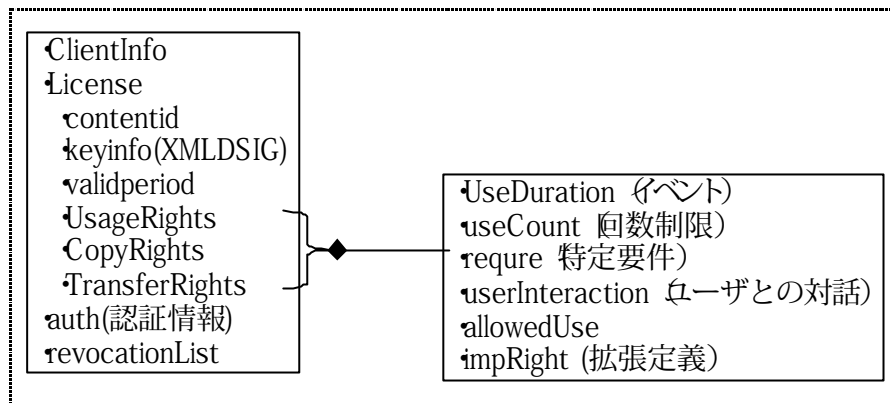 ・ClientInfo
・License
・contentid
・keyinfo(XMLDSIG)
・validperiod
・UsageRights
・CopyRights
・TransferRights
・auth(認証情報)
・revocationList
・UseDuration（イベント）
・useCount（回数制限）
・requre（特定要件）
・userInteraction（ユーザとの対話）
・allowedUse
・impRight (拡張定義）